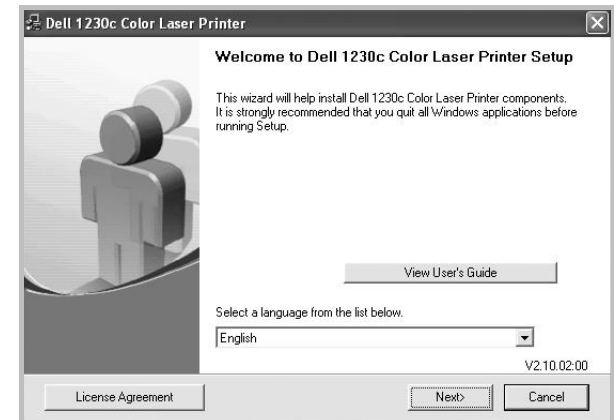 Dell 1230c Color Laser Printer
Welcome to Dell 1230c Color Laser Printer Setup
This wizard will help install Dell 1230c Color Laser Printer components.
It is strongly recommended that you quit all Windows applications before
running Setup.
View User's Guide
Select a language from the list below.
English
V2.10.02:00
License Agreement
Next>
Cancel